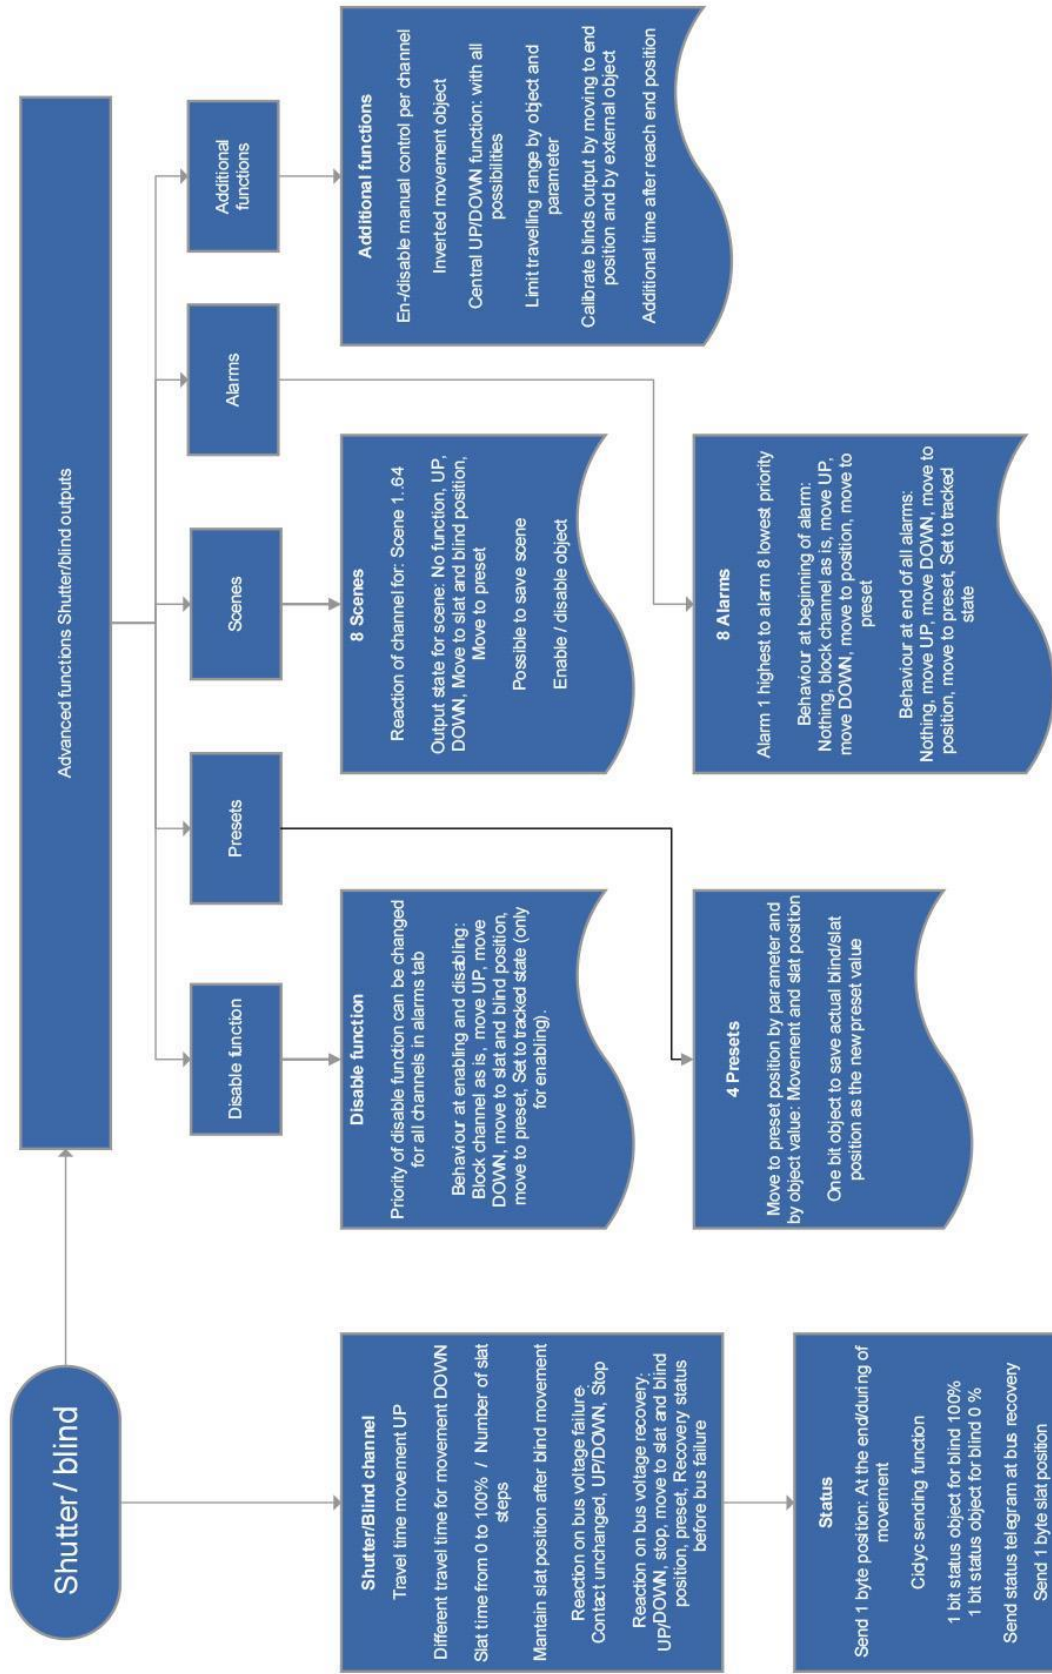 Shutter / blind
Advanced functions Shutter/blind outputs
Disable function
Presets
Scenes
Alarms
Additional
functions
Shutter/Blind channel
Travel time movement UP
Different travel time for movement DOWN
Slat time from 0 to 100% / Number of slat
steps
Mantain slat position after blind movement
Reaction on bus voltage failure:
Contact unchanged, UP/DOWN, Stop
Reaction on bus voltage recovery:
UP/DOWN, stop, move to slat and blind
position, preset, Recovery status
before bus failure
Disable function
Priority of disable function can be changed
for all channels in alarms tab
Behaviour at enabling and disabling:
Block channel as is , move UP, move
DOWN, move to slat and blind position,
move to preset, Set to tracked state (only
for enabling).
8 Scenes
Reaction of channel for: Scene 1..64
Output state for scene: No function, UP,
DOWN, Move to slat and blind position,
Move to preset
Possible to save scene
Enable / disable object
Additional functions
En-/disable manual control per channel
Inverted movement object
Central UP/DOWN function: with all
possibilities
Limit travelling range by object and
parameter
Calibrate blinds output by moving to end
position and by external object
Additional time after reach end position
Status
Send 1 byte position: At the end/during of
movement
Cidyc sending function
1 bit status object for blind 100%
1 bit status object for blind 0 %
Send status telegram at bus recovery
Send 1 byte slat position
4 Presets
Move to preset position by parameter and
by object value: Movement and slat position
One bit object to save actual blind/slat
position as the new preset value
8 Alarms
Alarm 1 highest to alarm 8 lowest priority
Behaviour at beginning of alarm:
Nothing, block channel as is, move UP,
move DOWN, move to position, move to
preset
Behaviour at end of all alarms:
Nothing, move UP, move DOWN, move to
position, move to preset, Set to tracked
state